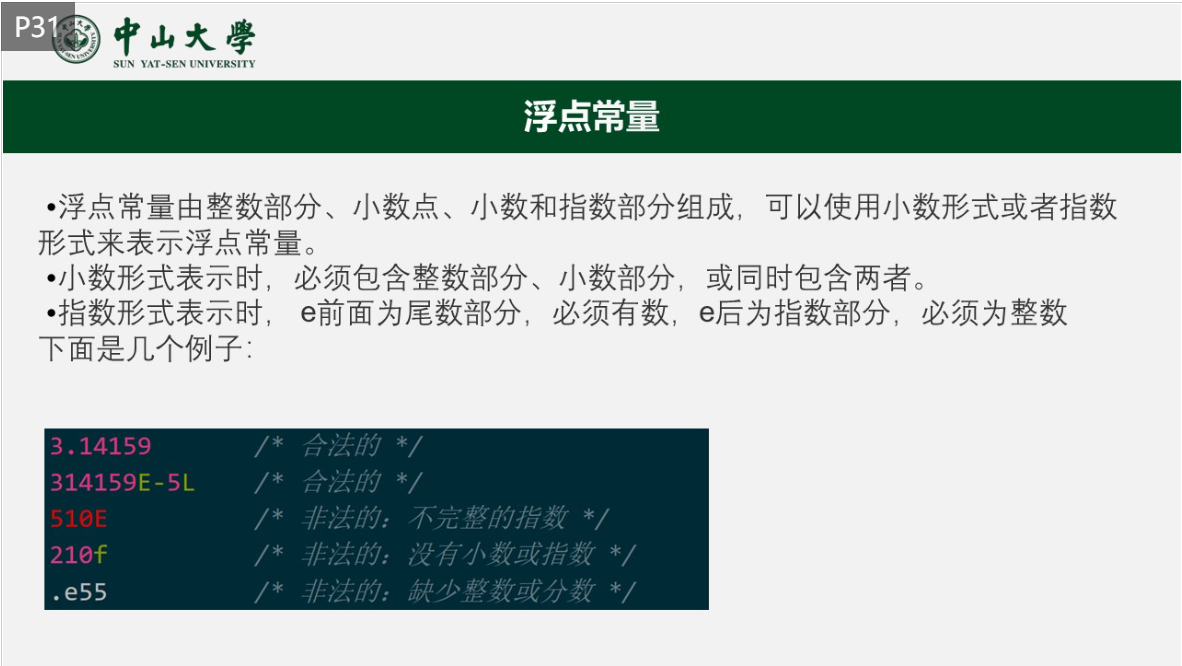 P31
中山大學
SUN YAT-SEN UNIVERSITY
浮点常量
•浮点常量由整数部分、小数点、小数和指数部分组成，可以使用小数形式或者指数
形式来表示浮点常量。
•小数形式表示时，必须包含整数部分、小数部分，或同时包含两者。
•指数形式表示时， e前面为尾数部分，必须有数，e后为指数部分，必须为整数
下面是几个例子：
3.14159 /* 合法的 */
314159E-5L /* 合法的 */
510E /* 非法的：不完整的指数 */
210f /* 非法的：没有小数或指数 */
.e55 /* 非法的：缺少整数或分数 */